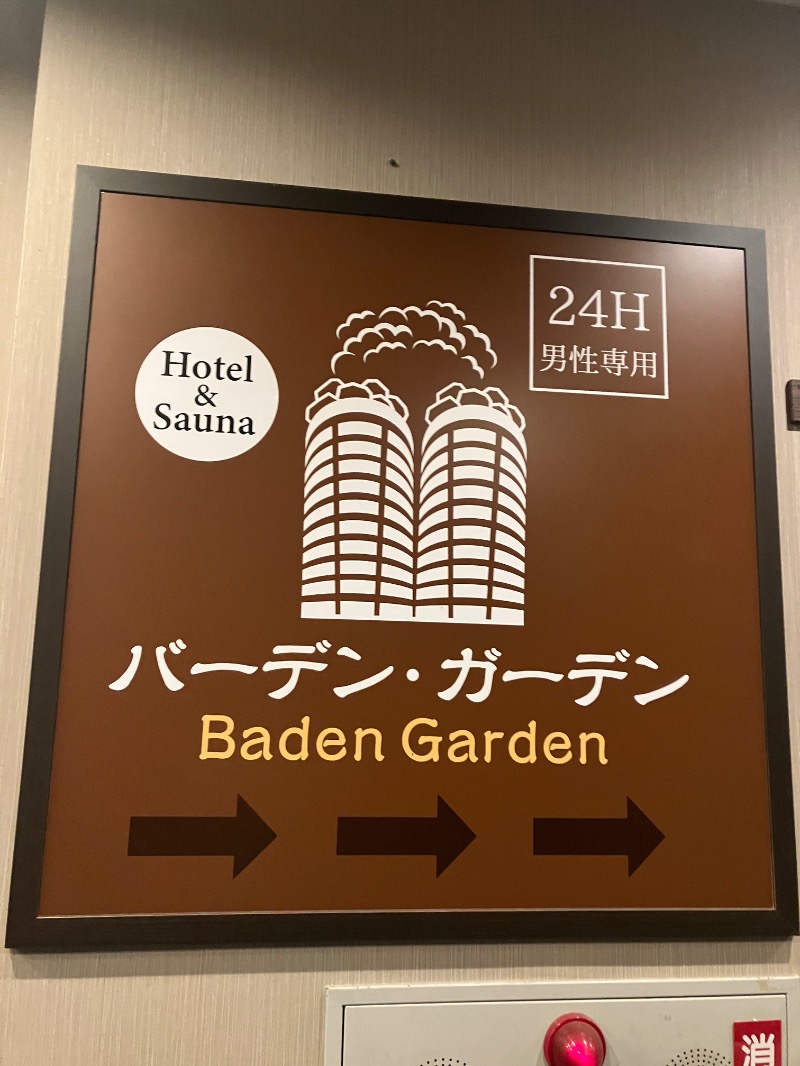 Hotel
&
Sauna
24H
男性専用
バーデン・ガーデン
Baden Garden
消